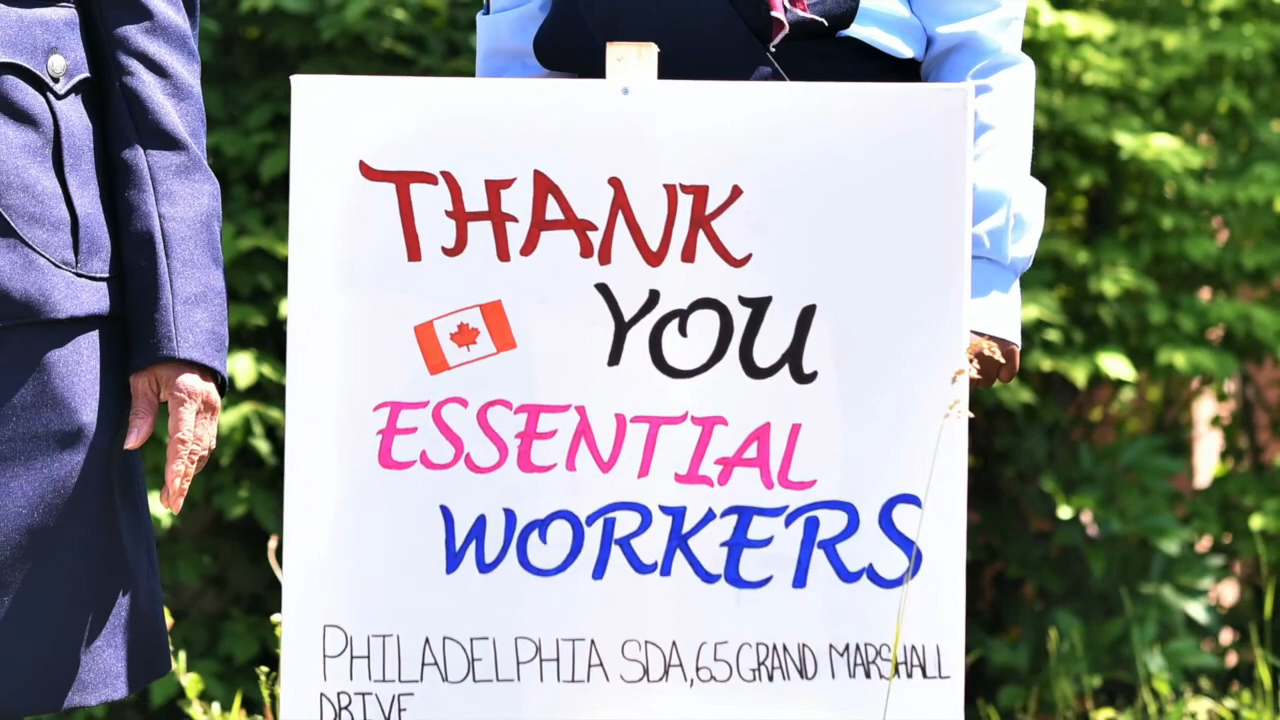 THANK
YOU
ESSENTIAL
WORKERS
PHILADELPHIA SDA, 65 GRAND MARSHALL
DRIVE